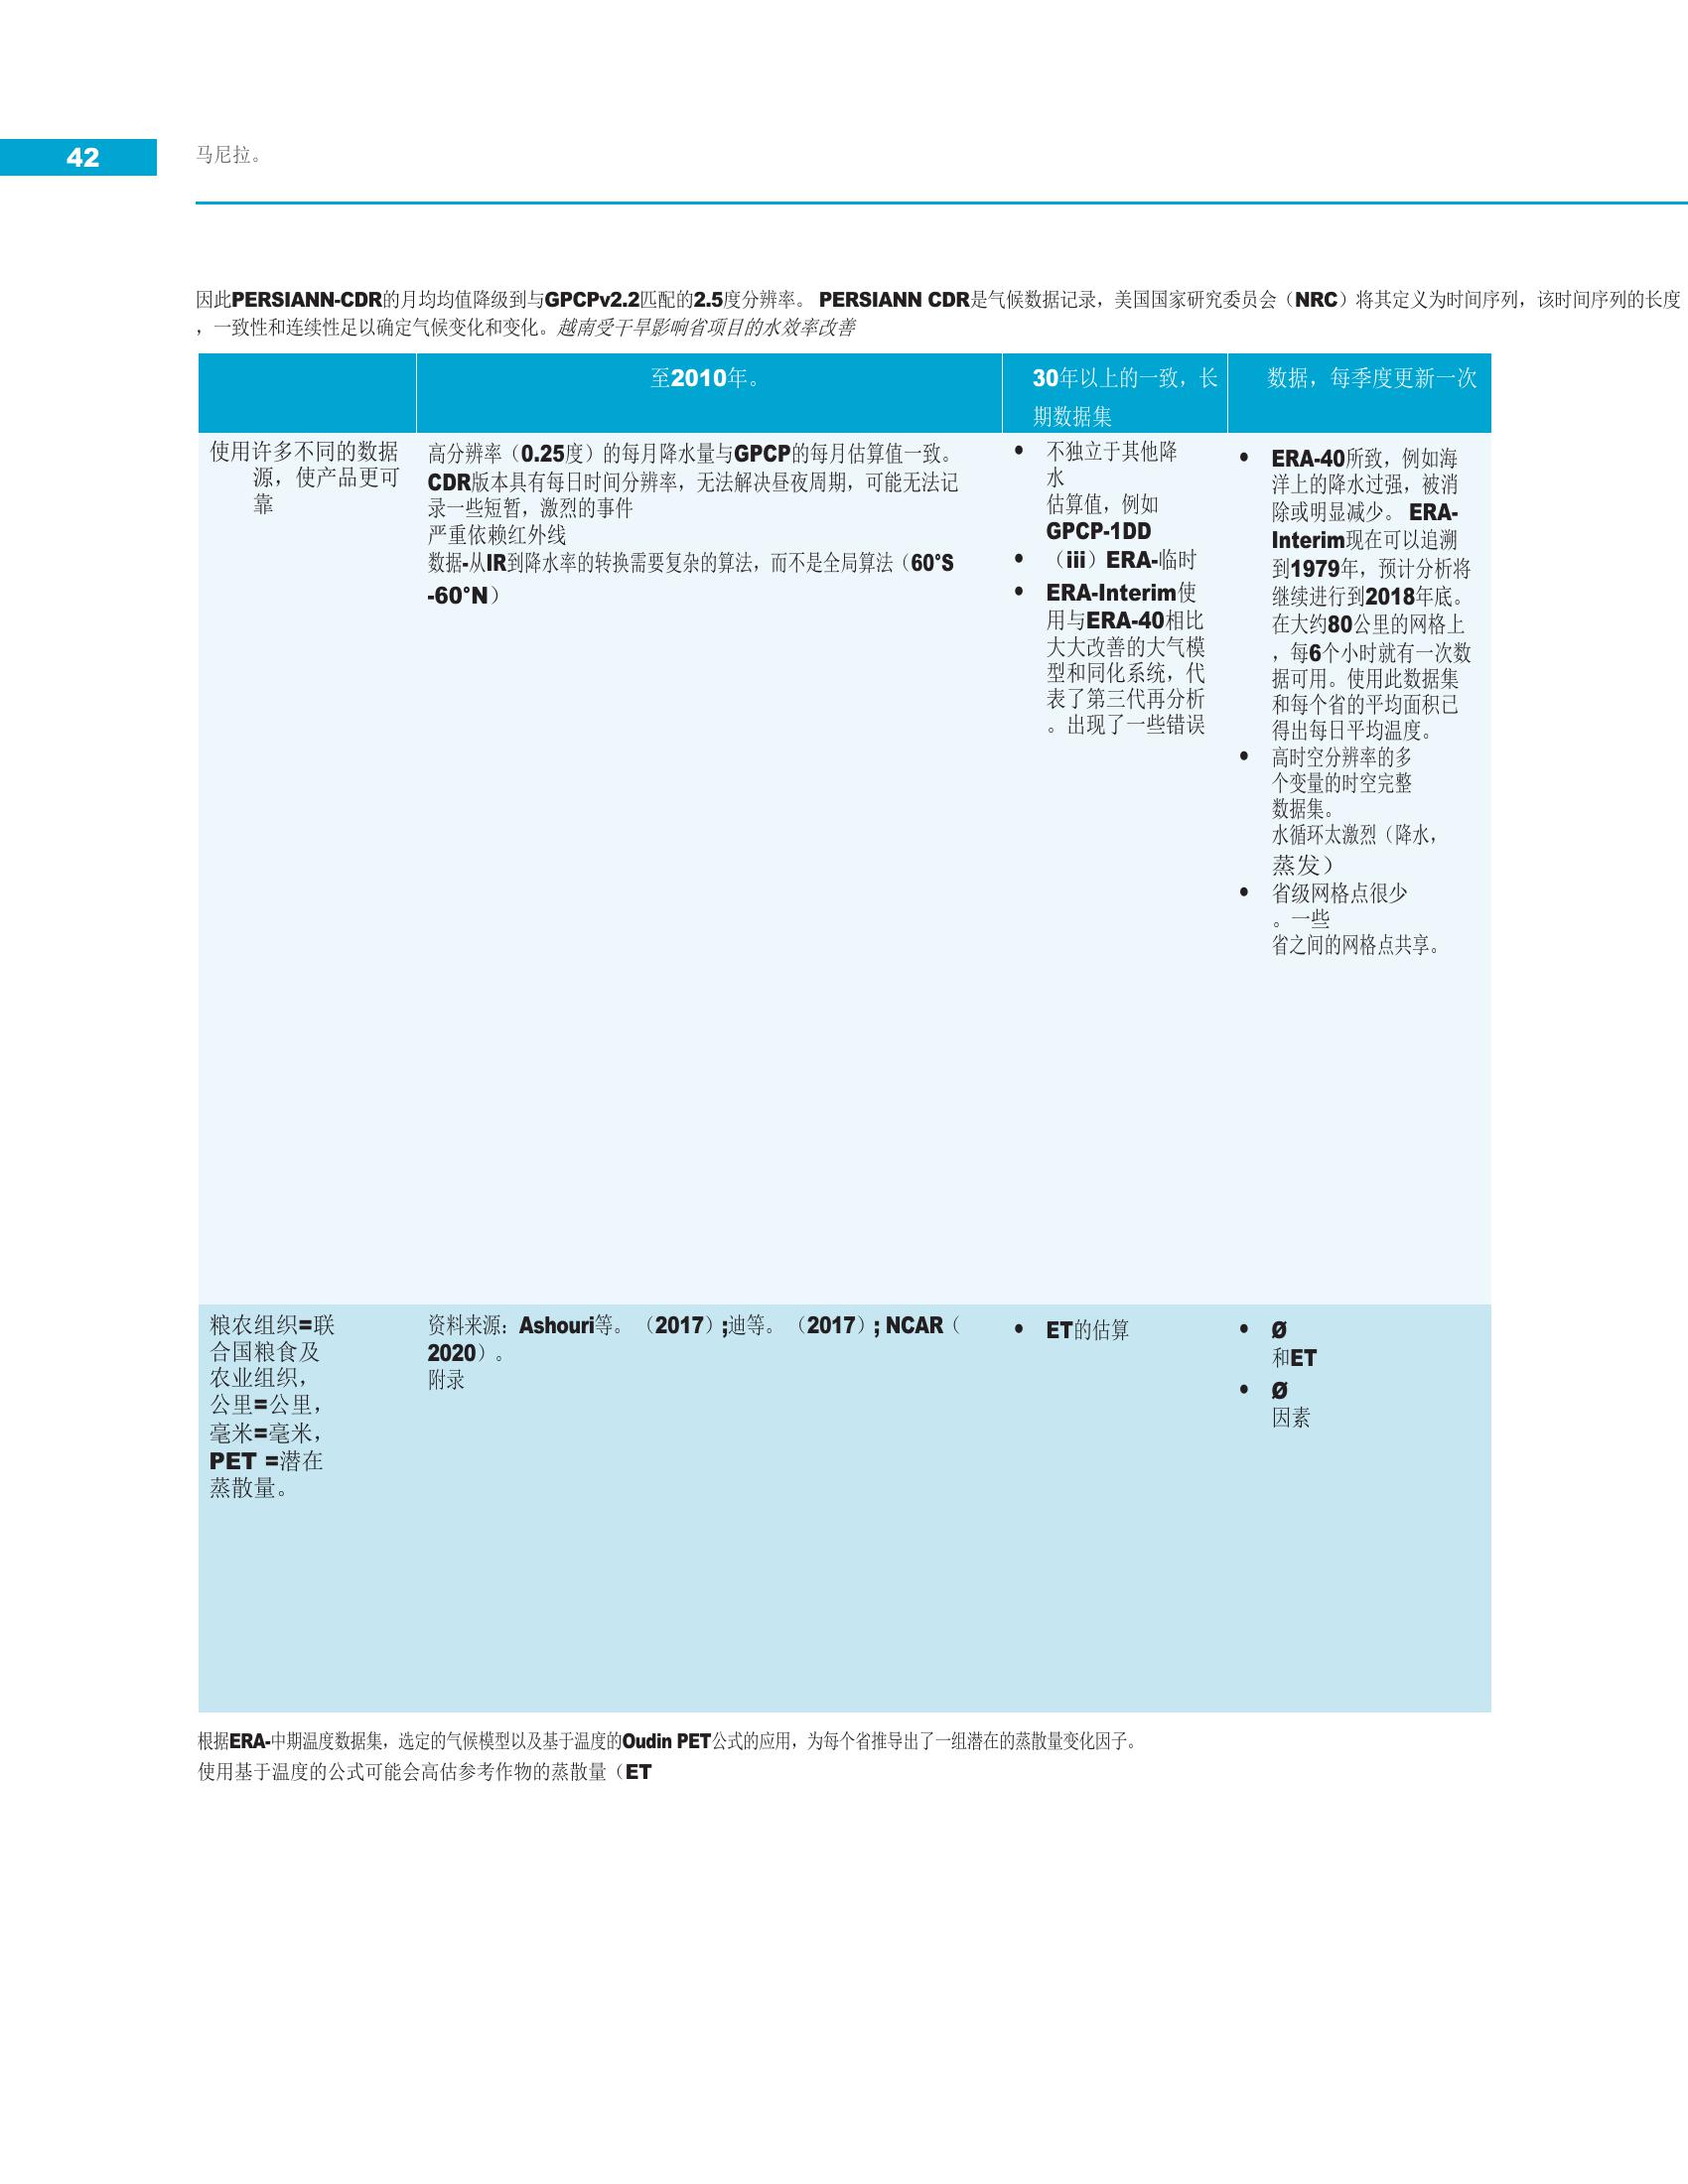 42
马尼拉。
因此PERSIANN-CDR的月均均值降级到与GPCPv2.2匹配的2.5度分辨率。 PERSIANN CDR是气候数据记录，美国国家研究委员会（NRC）将其定义为时间序列，该时间序列的长度
，一致性和连续性足以确定气候变化和变化。越南受干旱影响省项目的水效率改善
至2010年。
30年以上的一致，长
期数据集
数据，每季度更新一次
使用许多不同的数据
源，使产品更可
靠
高分辨率（0.25度）的每月降水量与GPCP的每月估算值一致。
CDR版本具有每日时间分辨率，无法解决昼夜周期，可能无法记
录一些短暂，激烈的事件
严重依赖红外线
数据-从IR到降水率的转换需要复杂的算法，而不是全局算法（60°S
-60°N）
• 不独立于其他降
水
估算值，例如
GPCP-1DD
• （iii）ERA-临时
• ERA-Interim使
用与ERA-40相比
大大改善的大气模
型和同化系统，代
表了第三代再分析
。出现了一些错误
• ERA-40所致，例如海
洋上的降水过强，被消
除或明显减少。 ERA-
Interim现在可以追溯
到1979年，预计分析将
继续进行到2018年底。
在大约80公里的网格上
，每6个小时就有一次数
据可用。使用此数据集
和每个省的平均面积已
得出每日平均温度。
• 高时空分辨率的多
个变量的时空完整
数据集。
水循环太激烈（降水，
蒸发）
• 省级网格点很少
。一些
省之间的网格点共享。
粮农组织=联
合国粮食及
农业组织，
公里=公里，
毫米=毫米，
PET =潜在
蒸散量。
资料来源：Ashouri等。（2017）;迪等。（2017）; NCAR（
2020）。
附录
• ET的估算
• Ø
和ET
• Ø
因素
根据ERA-中期温度数据集，选定的气候模型以及基于温度的Oudin PET公式的应用，为每个省推导出了一组潜在的蒸散量变化因子。
使用基于温度的公式可能会高估参考作物的蒸散量（ET